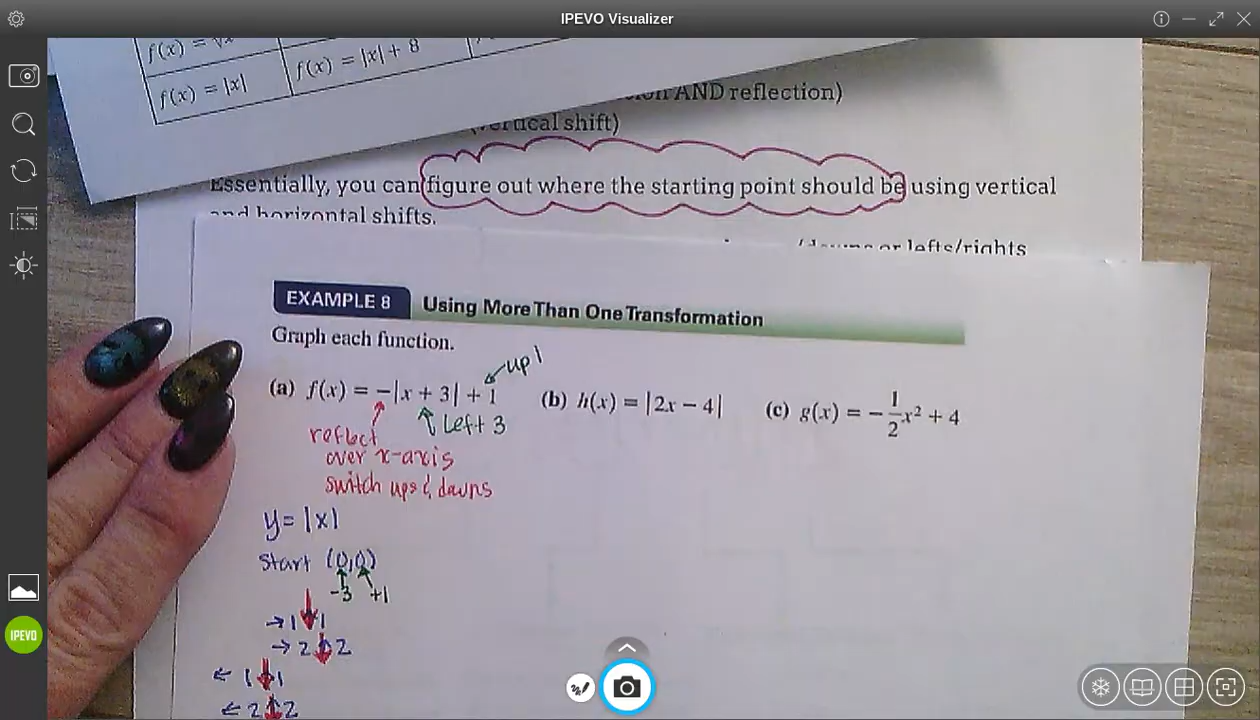 IPEVO Visualizer
f(x) = |x|
f(x) = |x| + 8
AND reflection)
(vertical shift)
Essentially, you can figure out where the starting point should be using vertical
and horizontal shifts.
or lefts/rights
EXAMPLE 8 Using More Than One Transformation
Graph each function.
up 1
(a) f(x) = −|x + 3| + 1 (b) h(x) = |2x − 4| (c) g(x) = −1/2x² + 4
reflect Left 3
over x-axis
switch ups & downs
y = |x|
Start (0,0)
-3 +1
→ 1 ↓ 1
→ 2 ↓ 2
← 1 ↓ 1
← 2 ↓ 2
IPEVO